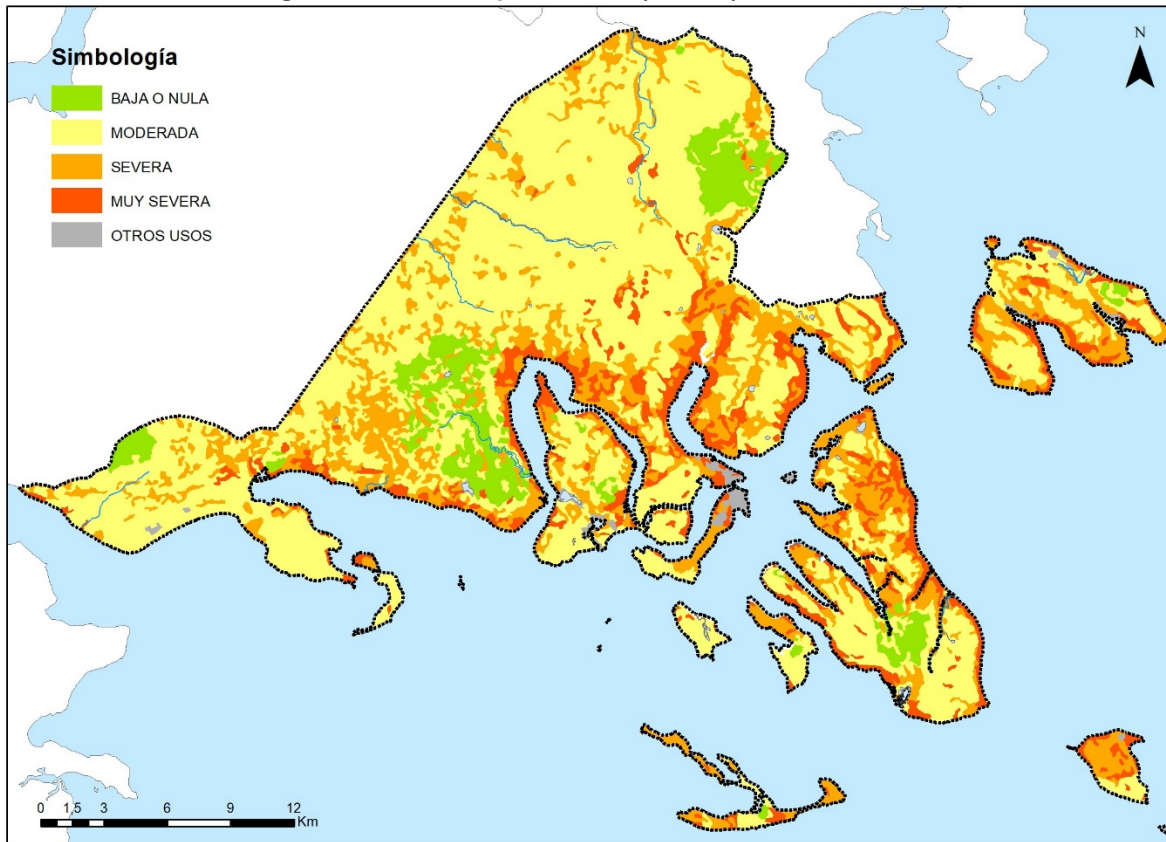 Simbología
BAJA O NULA
MODERADA
SEVERA
MUY SEVERA
OTROS USOS
N
0 1.5 3 6 9 12
Km